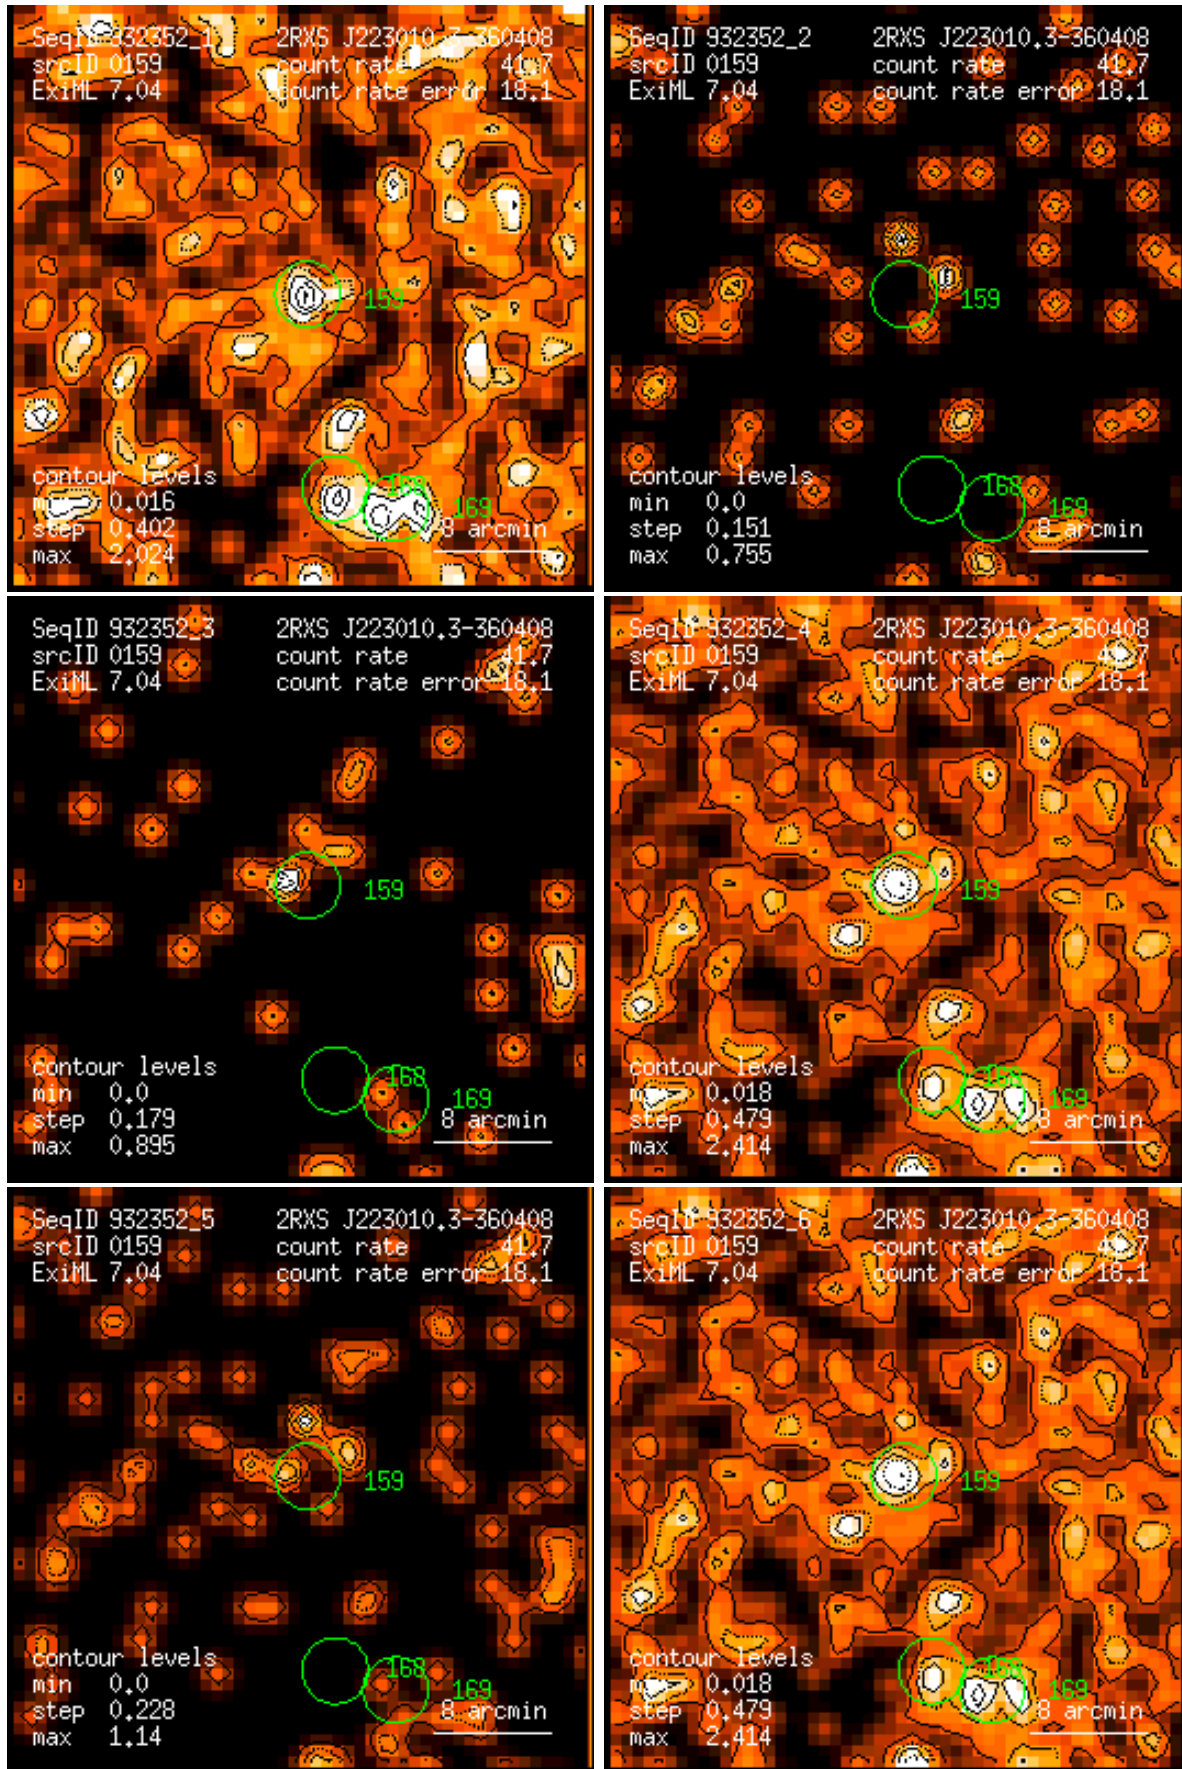 SeqID 932352_1 2RXS J223010.3-360408
srcID 0159 count rate 41.7
ExiML 7.04 count rate error 18.1
159
contour levels
min 0.016
168
step 0.402
169
8 arcmin
max 2.024
SeqID 932352_2 2RXS J223010.3-360408
srcID 0159 count rate 41.7
ExiML 7.04 count rate error 18.1
159
contour levels
168
min 0.0
169
step 0.151
8 arcmin
max 0.755
SeqID 932352_3 2RXS J223010.3-360408
srcID 0159 count rate 41.7
ExiML 7.04 count rate error 18.1
159
contour levels
168
min 0.0
169
step 0.179
8 arcmin
max 0.895
SeqID 932352_4 2RXS J223010.3-360408
srcID 0159 count rate 41.7
ExiML 7.04 count rate error 18.1
159
contour levels
168
min 0.018
169
step 0.479
8 arcmin
max 2.414
SeqID 932352_5 2RXS J223010.3-360408
srcID 0159 count rate 41.7
ExiML 7.04 count rate error 18.1
159
contour levels
168
min 0.0
169
step 0.228
8 arcmin
max 1.14
SeqID 932352_6 2RXS J223010.3-360408
srcID 0159 count rate 41.7
ExiML 7.04 count rate error 18.1
159
contour levels
168
min 0.018
169
step 0.479
8 arcmin
max 2.414